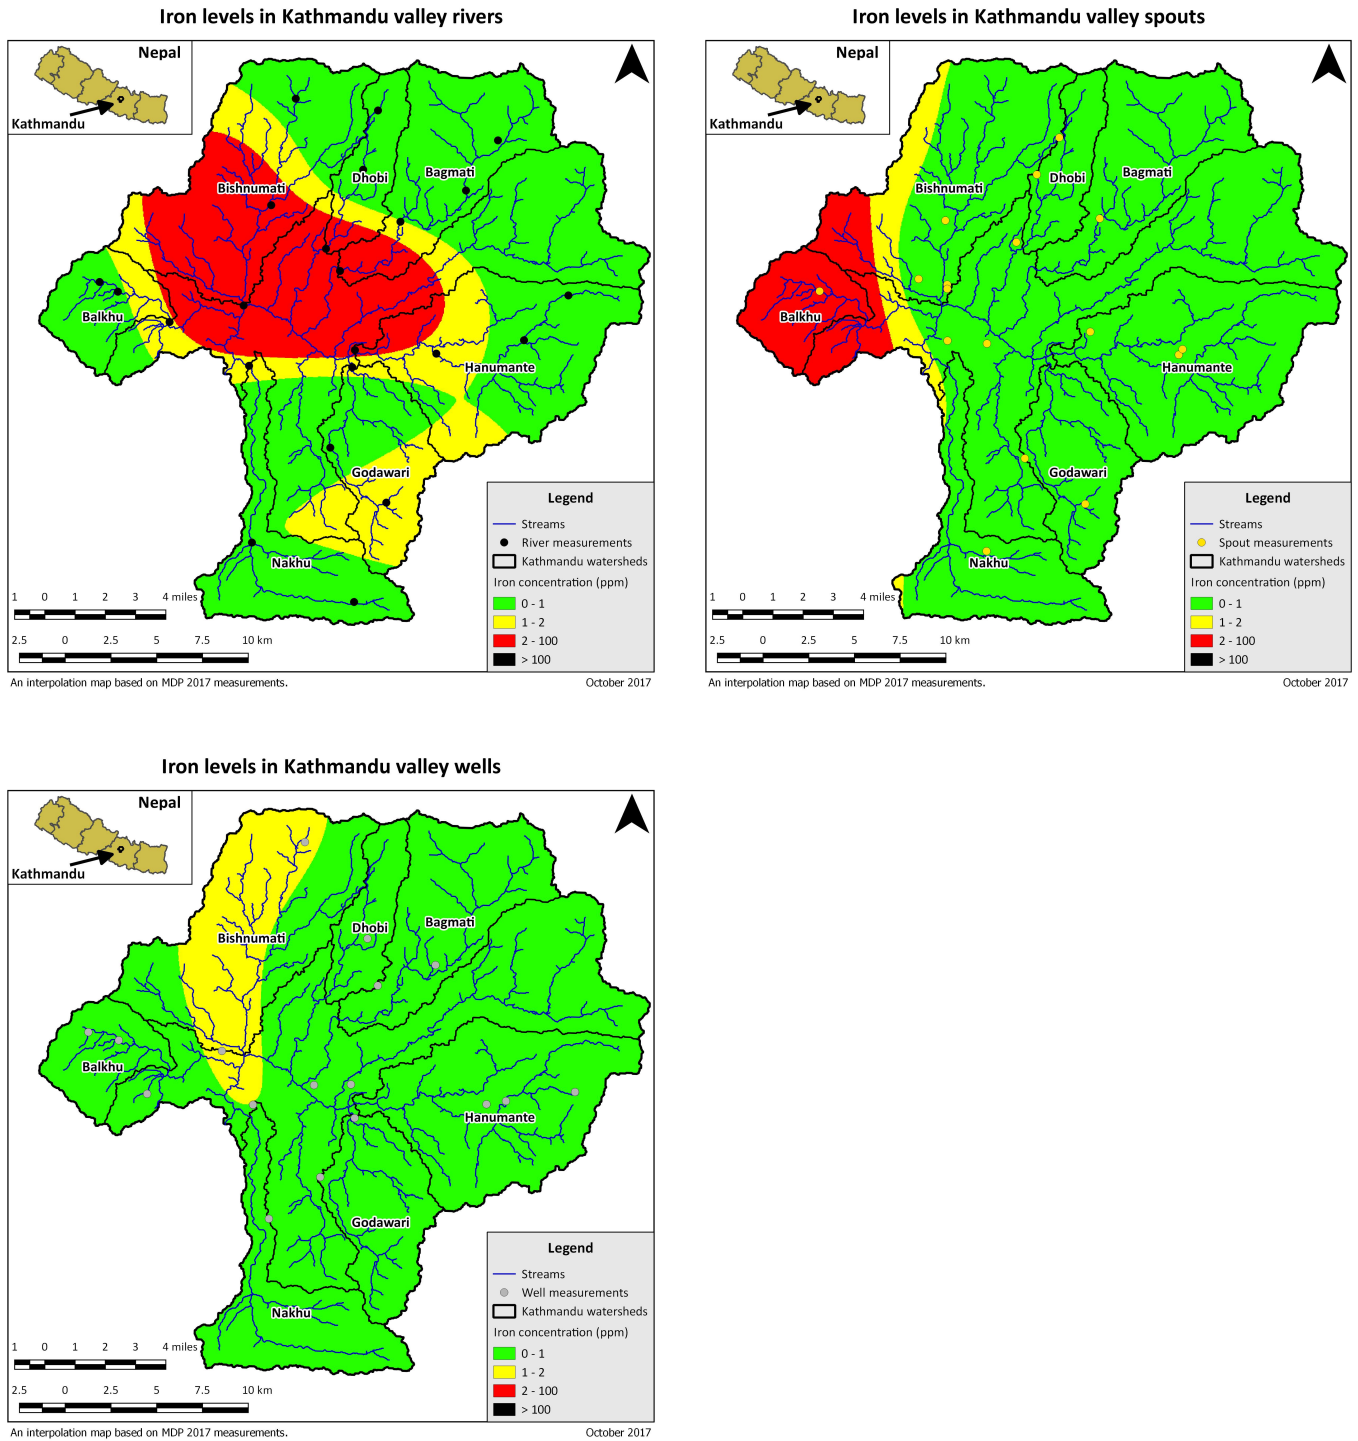 Iron levels in Kathmandu valley rivers
Nepal
Kathmandu
Bishnumati
Dhobi
Bagmati
Balkhu
Hanumante
Godawari
Nakhu
Legend
Streams
River measurements
Kathmandu watersheds
Iron concentration (ppm)
0 - 1
1 - 2
2 - 100
> 100
1 0 1 2 3 4 miles
2.5 0 2.5 5 7.5 10 km
An interpolation map based on MDP 2017 measurements.
October 2017
Iron levels in Kathmandu valley spouts
Nepal
Kathmandu
Bishnumati
Dhobi
Bagmati
Balkhu
Hanumante
Godawari
Nakhu
Legend
Streams
Spout measurements
Kathmandu watersheds
Iron concentration (ppm)
0 - 1
1 - 2
2 - 100
> 100
1 0 1 2 3 4 miles
2.5 0 2.5 5 7.5 10 km
An interpolation map based on MDP 2017 measurements.
October 2017
Iron levels in Kathmandu valley wells
Nepal
Kathmandu
Bishnumati
Dhobi
Bagmati
Balkhu
Hanumante
Godawari
Nakhu
Legend
Streams
Well measurements
Kathmandu watersheds
Iron concentration (ppm)
0 - 1
1 - 2
2 - 100
> 100
1 0 1 2 3 4 miles
2.5 0 2.5 5 7.5 10 km
An interpolation map based on MDP 2017 measurements.
October 2017